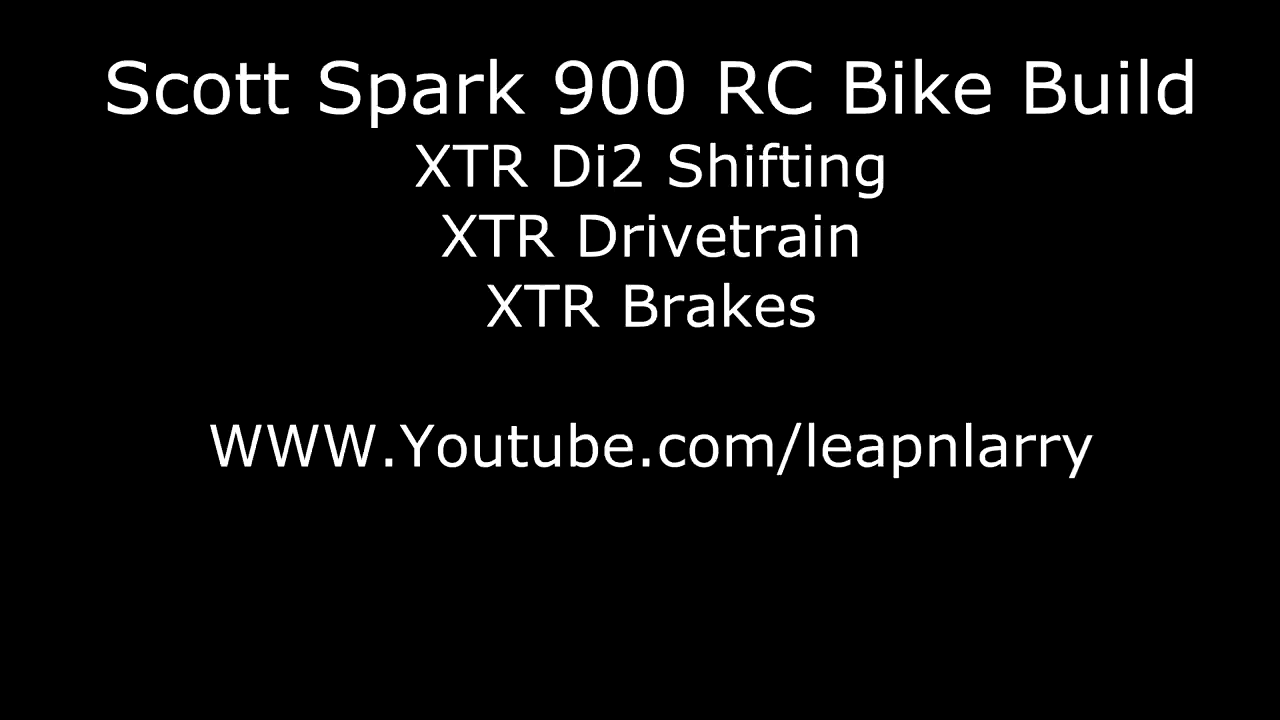 Scott Spark 900 RC Bike Build
XTR Di2 Shifting
XTR Drivetrain
XTR Brakes
WWW.Youtube.com/leapnlarry